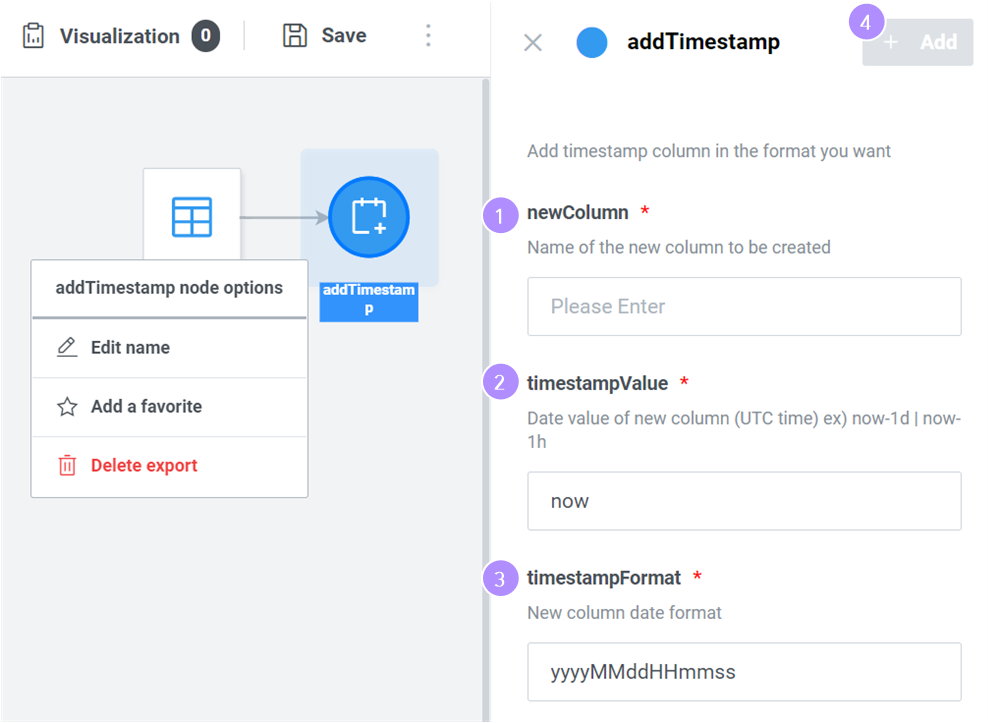 Visualization 0 Save
addTimestamp
4
+ Add
Add timestamp column in the format you want
1 newColumn *
Name of the new column to be created
Please Enter
2 timestampValue *
Date value of new column (UTC time) ex) now-1d | now-
1h
now
3 timestampFormat *
New column date format
yyyyMMddHHmmss
addTimestam
p
addTimestamp node options
Edit name
Add a favorite
Delete export